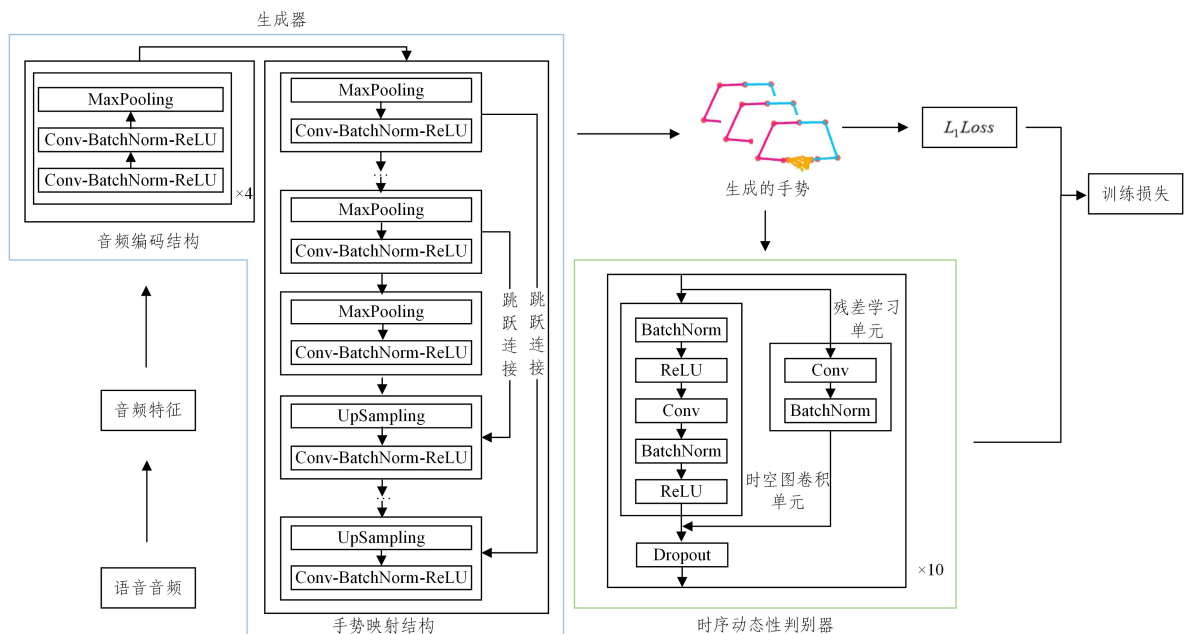 生成器
MaxPooling
Conv-BatchNorm-ReLU
Conv-BatchNorm-ReLU
×4
音频编码结构
音频特征
语音音频
MaxPooling
Conv-BatchNorm-ReLU
...
MaxPooling
Conv-BatchNorm-ReLU
MaxPooling
Conv-BatchNorm-ReLU
UpSampling
Conv-BatchNorm-ReLU
...
UpSampling
Conv-BatchNorm-ReLU
跳跃连接
跳跃连接
手势映射结构
生成的手势
L₁Loss
训练损失
BatchNorm
ReLU
Conv
BatchNorm
ReLU
Dropout
残差学习
单元
Conv
BatchNorm
时空图卷积
单元
×10
时序动态性判别器